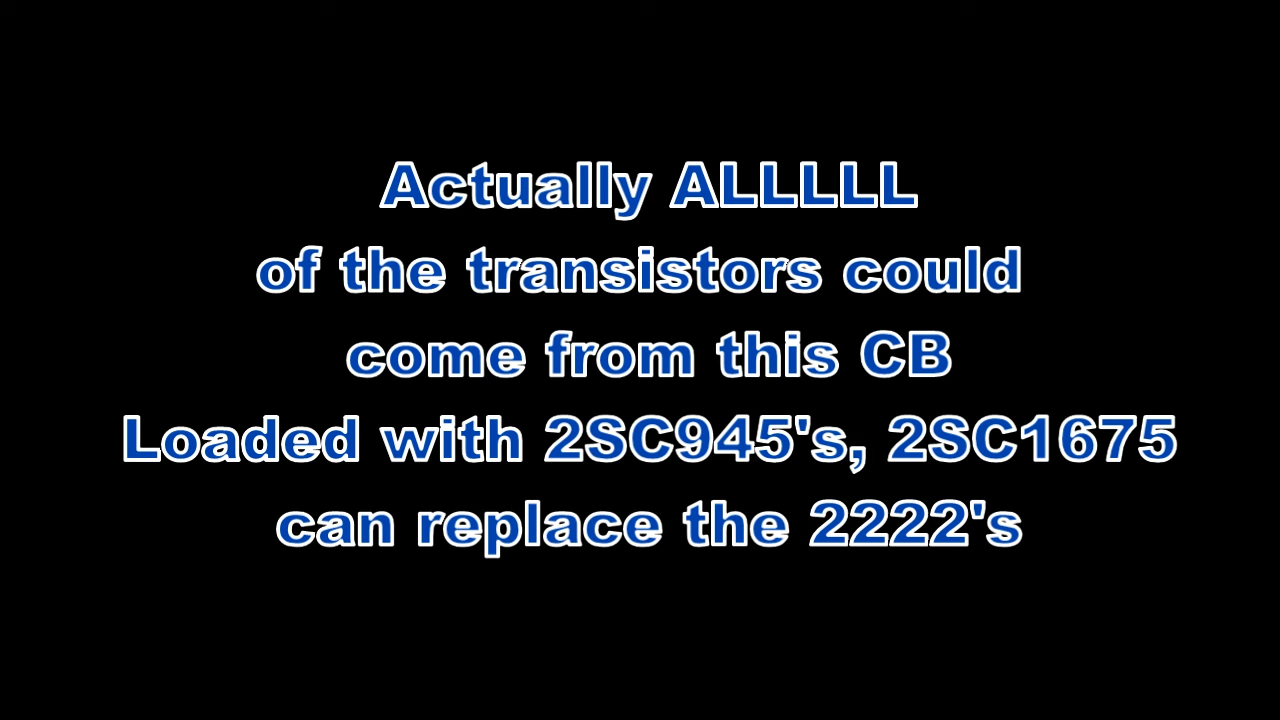 Actually ALLLLL
of the transistors could
come from this CB
Loaded with 2SC945's, 2SC1675
can replace the 2222's